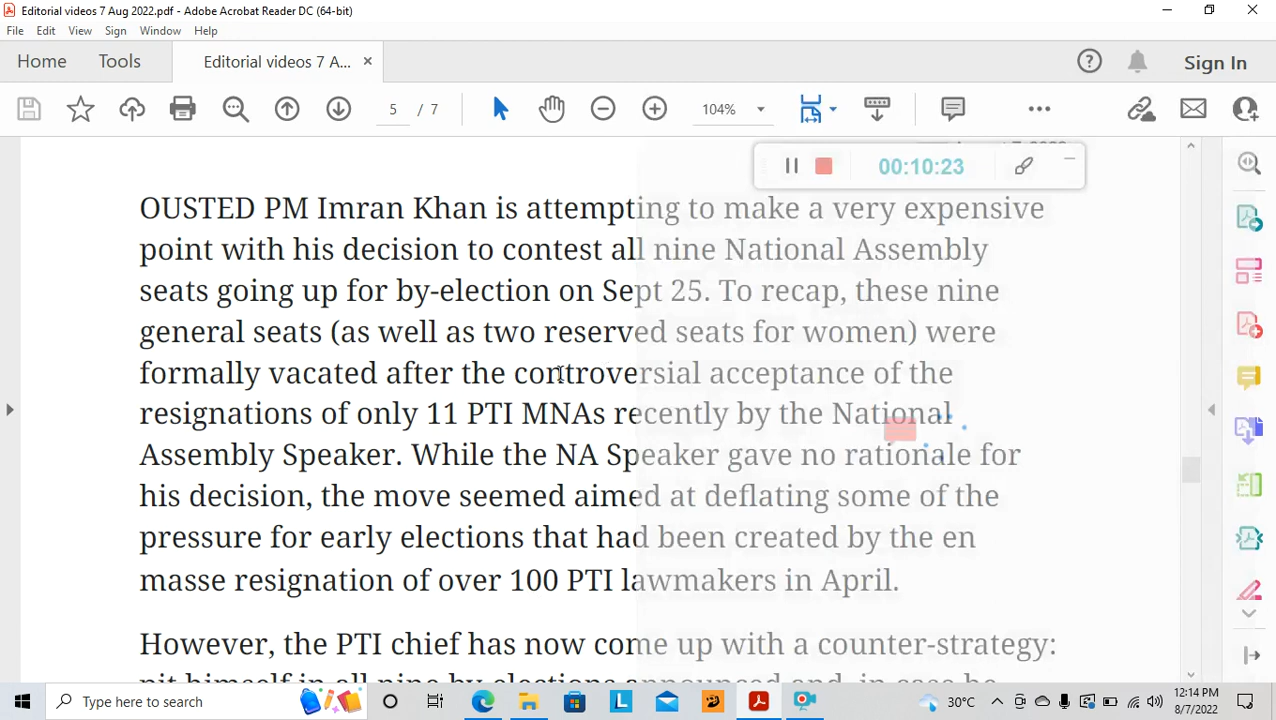 Editorial videos 7 Aug 2022.pdf - Adobe Acrobat Reader DC (64-bit)
File Edit View Sign Window Help
Home Tools Editorial videos 7 A... × Sign In
5 / 7 104%
00:10:23
OUSTED PM Imran Khan is attempting to make a very expensive
point with his decision to contest all nine National Assembly
seats going up for by-election on Sept 25. To recap, these nine
general seats (as well as two reserved seats for women) were
formally vacated after the controversial acceptance of the
resignations of only 11 PTI MNAs recently by the National
Assembly Speaker. While the NA Speaker gave no rationale for
his decision, the move seemed aimed at deflating some of the
pressure for early elections that had been created by the en
masse resignation of over 100 PTI lawmakers in April.
However, the PTI chief has now come up with a counter-strategy:
Type here to search
30°C
12:14 PM
8/7/2022